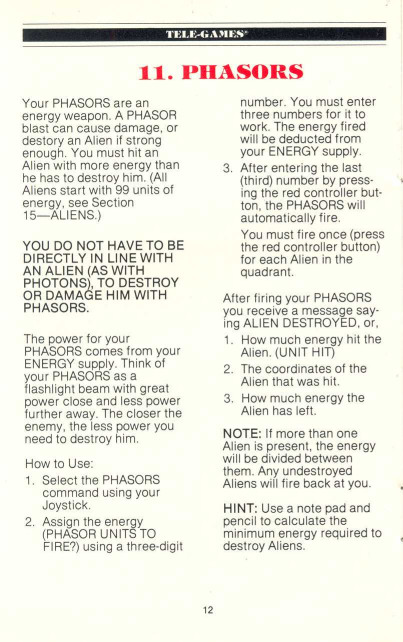 TELE-GAMES®
11. PHASORS
Your PHASORS are an
energy weapon. A PHASOR
blast can cause damage, or
destory an Alien if strong
enough. You must hit an
Alien with more energy than
he has to destroy him. (All
Aliens start with 99 units of
energy, see Section
15—ALIENS.)
YOU DO NOT HAVE TO BE
DIRECTLY IN LINE WITH
AN ALIEN (AS WITH
PHOTONS), TO DESTROY
OR DAMAGE HIM WITH
PHASORS.
The power for your
PHASORS comes from your
ENERGY supply. Think of
your PHASORS as a
flashlight beam with great
power close and less power
further away. The closer the
enemy, the less power you
need to destroy him.
How to Use:
1. Select the PHASORS
command using your
Joystick.
2. Assign the energy
(PHASOR UNITS TO
FIRE?) using a three-digit
number. You must enter
three numbers for it to
work. The energy fired
will be deducted from
your ENERGY supply.
3. After entering the last
(third) number by press-
ing the red controller but-
ton, the PHASORS will
automatically fire.
You must fire once (press
the red controller button)
for each Alien in the
quadrant.
After firing your PHASORS
you receive a message say-
ing ALIEN DESTROYED, or,
1. How much energy hit the
Alien. (UNIT HIT)
2. The coordinates of the
Alien that was hit.
3. How much energy the
Alien has left.
NOTE: If more than one
Alien is present, the energy
will be divided between
them. Any undestroyed
Aliens will fire back at you.
HINT: Use a note pad and
pencil to calculate the
minimum energy required to
destroy Aliens.
12